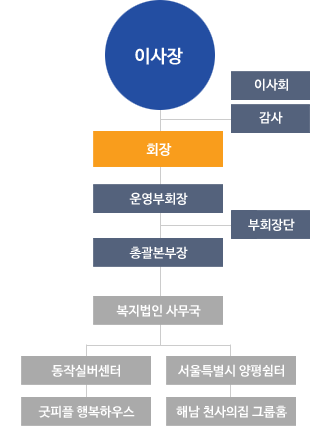 이사장
이사회
감사
회장
운영부회장
부회장단
총괄본부장
복지법인 사무국
동작실버센터
서울특별시 양평쉼터
굿피플 행복하우스
해남 천사의집 그룹홈